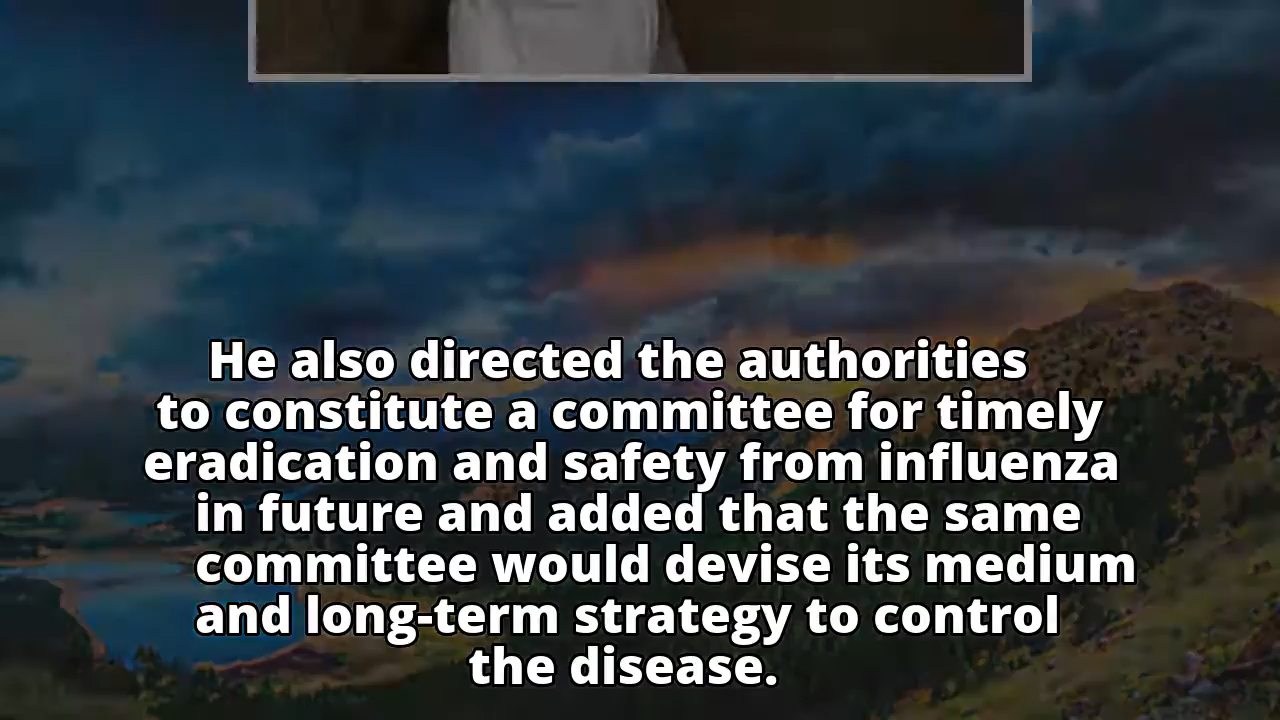 He also directed the authorities
to constitute a committee for timely
eradication and safety from influenza
in future and added that the same
committee would devise its medium
and long-term strategy to control
the disease.